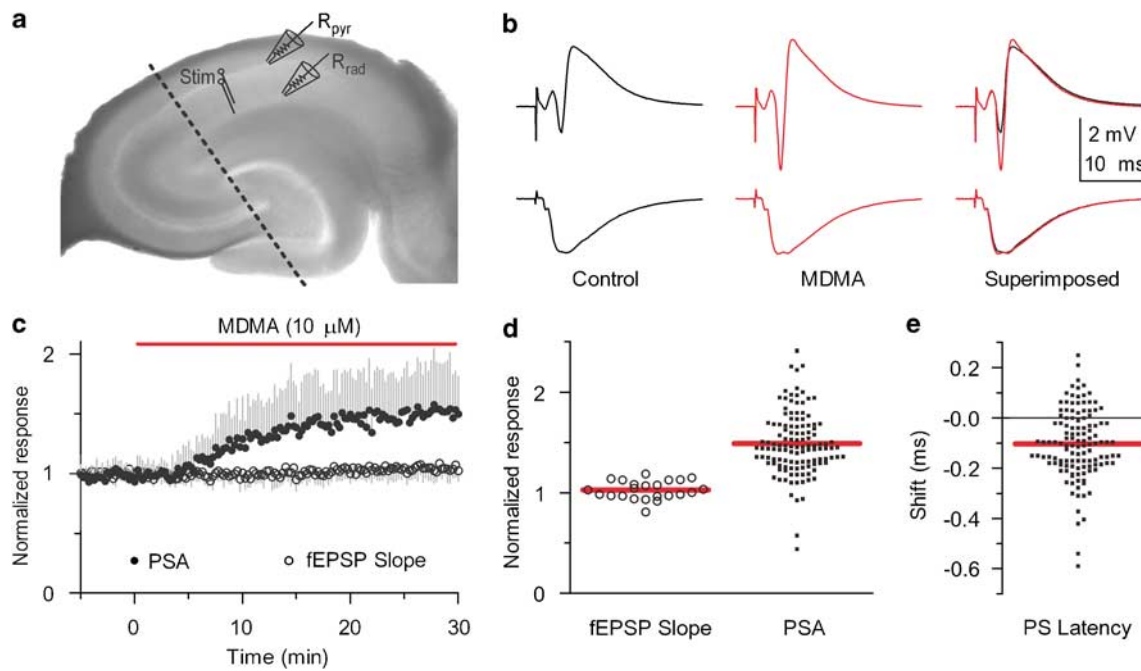 a
R_pyr
Stim
R_rad
b
2 mV
10 ms
Control
MDMA
Superimposed
c
MDMA (10 µM)
Normalized response
2
1
0
PSA
fEPSP Slope
0
10
20
30
Time (min)
d
Normalized response
2
1
0
fEPSP Slope
PSA
e
Shift (ms)
0.2
-0.0
-0.2
-0.4
-0.6
PS Latency